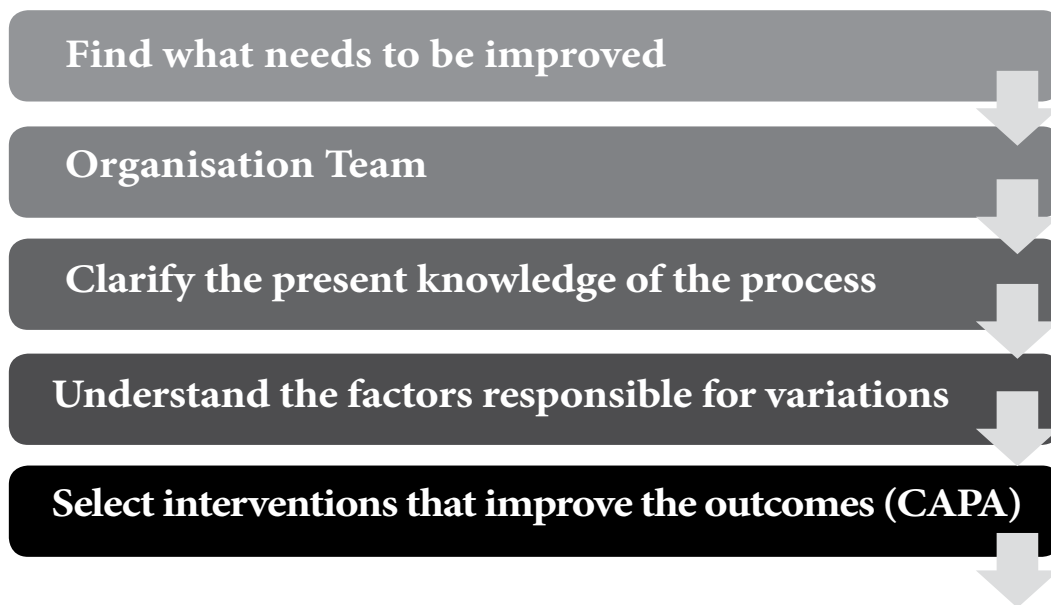 Find what needs to be improved
Organisation Team
Clarify the present knowledge of the process
Understand the factors responsible for variations
Select interventions that improve the outcomes (CAPA)